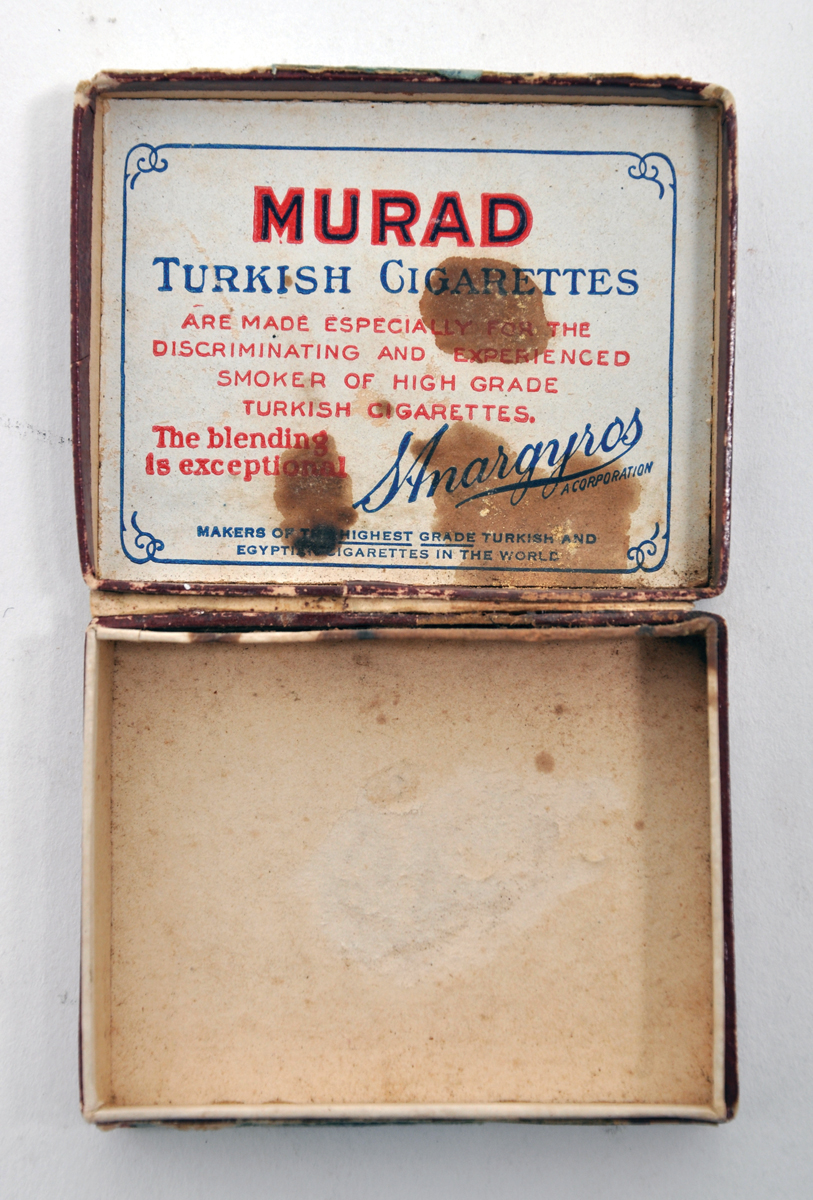 MURAD
TURKISH CIGARETTES
ARE MADE ESPECIALLY FOR THE
DISCRIMINATING AND EXPERIENCED
SMOKER OF HIGH GRADE
TURKISH CIGARETTES.
The blending
is exceptional
S. Anargyros
A CORPORATION
MAKERS OF THE HIGHEST GRADE TURKISH AND
EGYPTIAN CIGARETTES IN THE WORLD